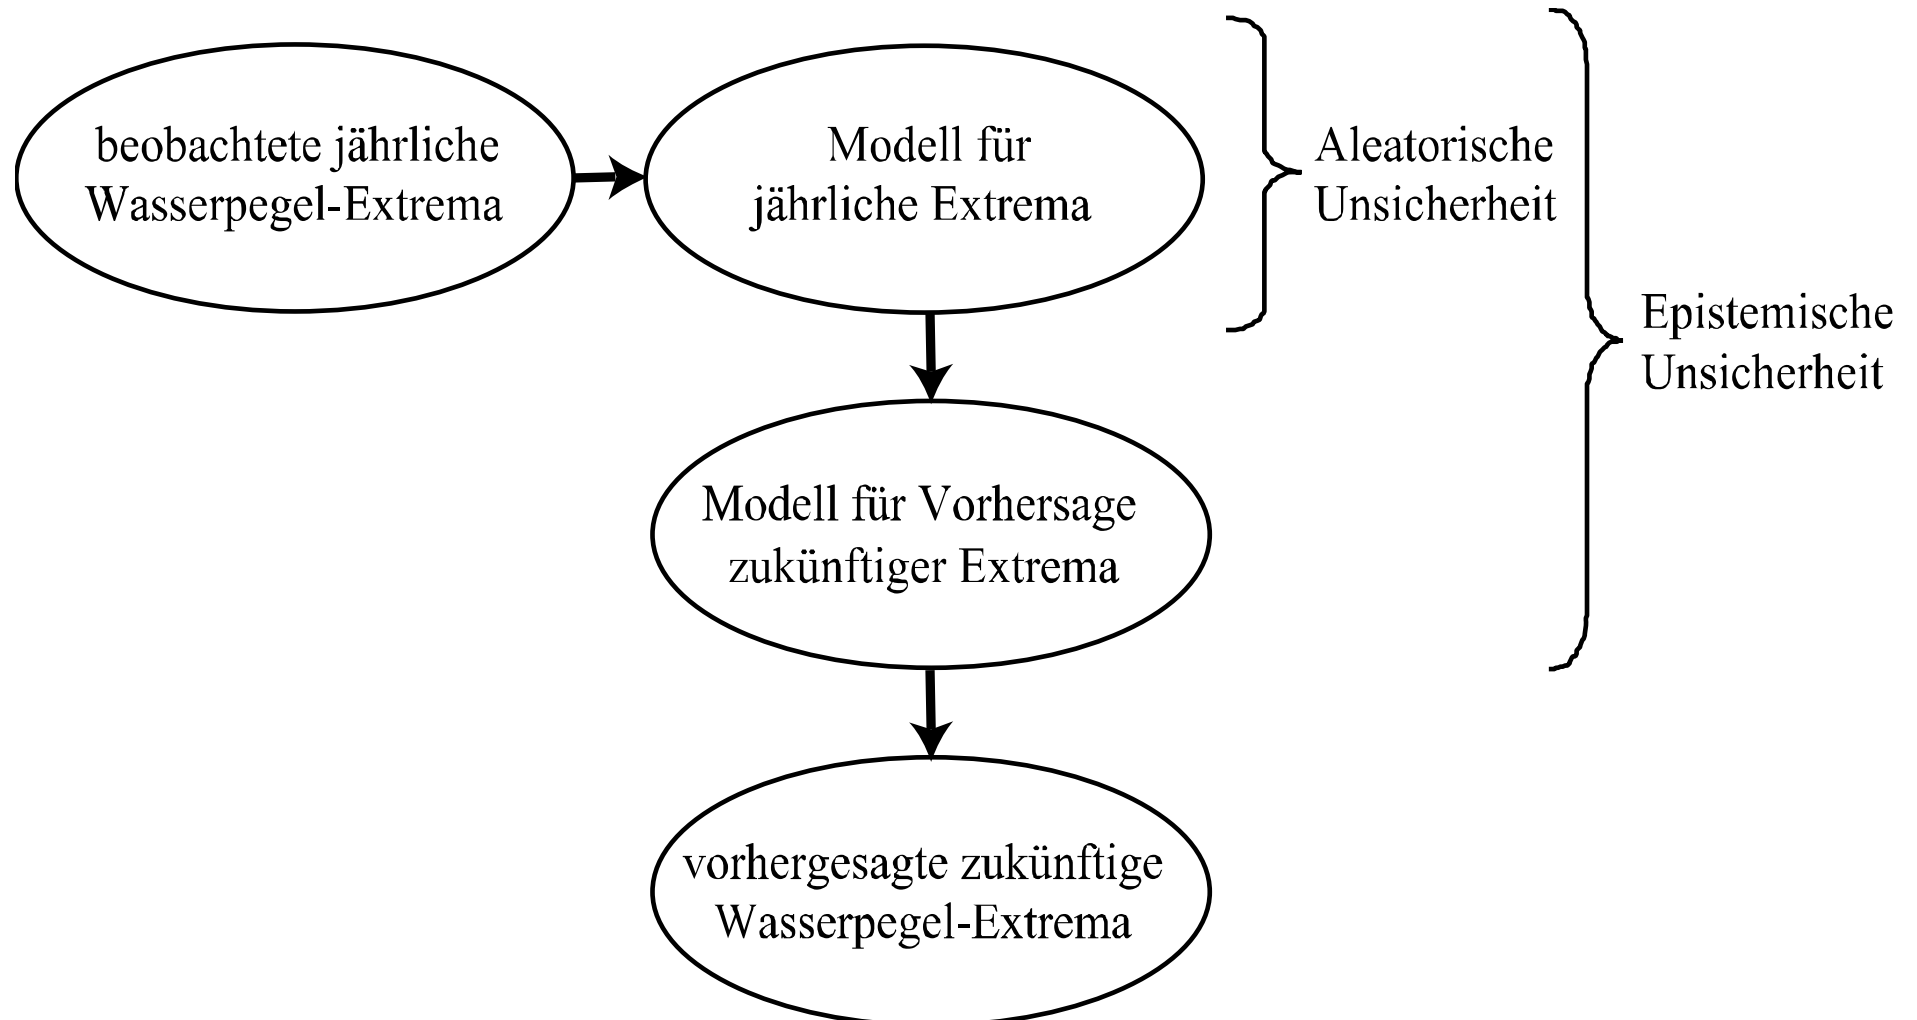 beobachtete jährliche
Wasserpegel-Extrema
Modell für
jährliche Extrema
Aleatorische
Unsicherheit
Epistemische
Unsicherheit
Modell für Vorhersage
zukünftiger Extrema
vorhergesagte zukünftige
Wasserpegel-Extrema